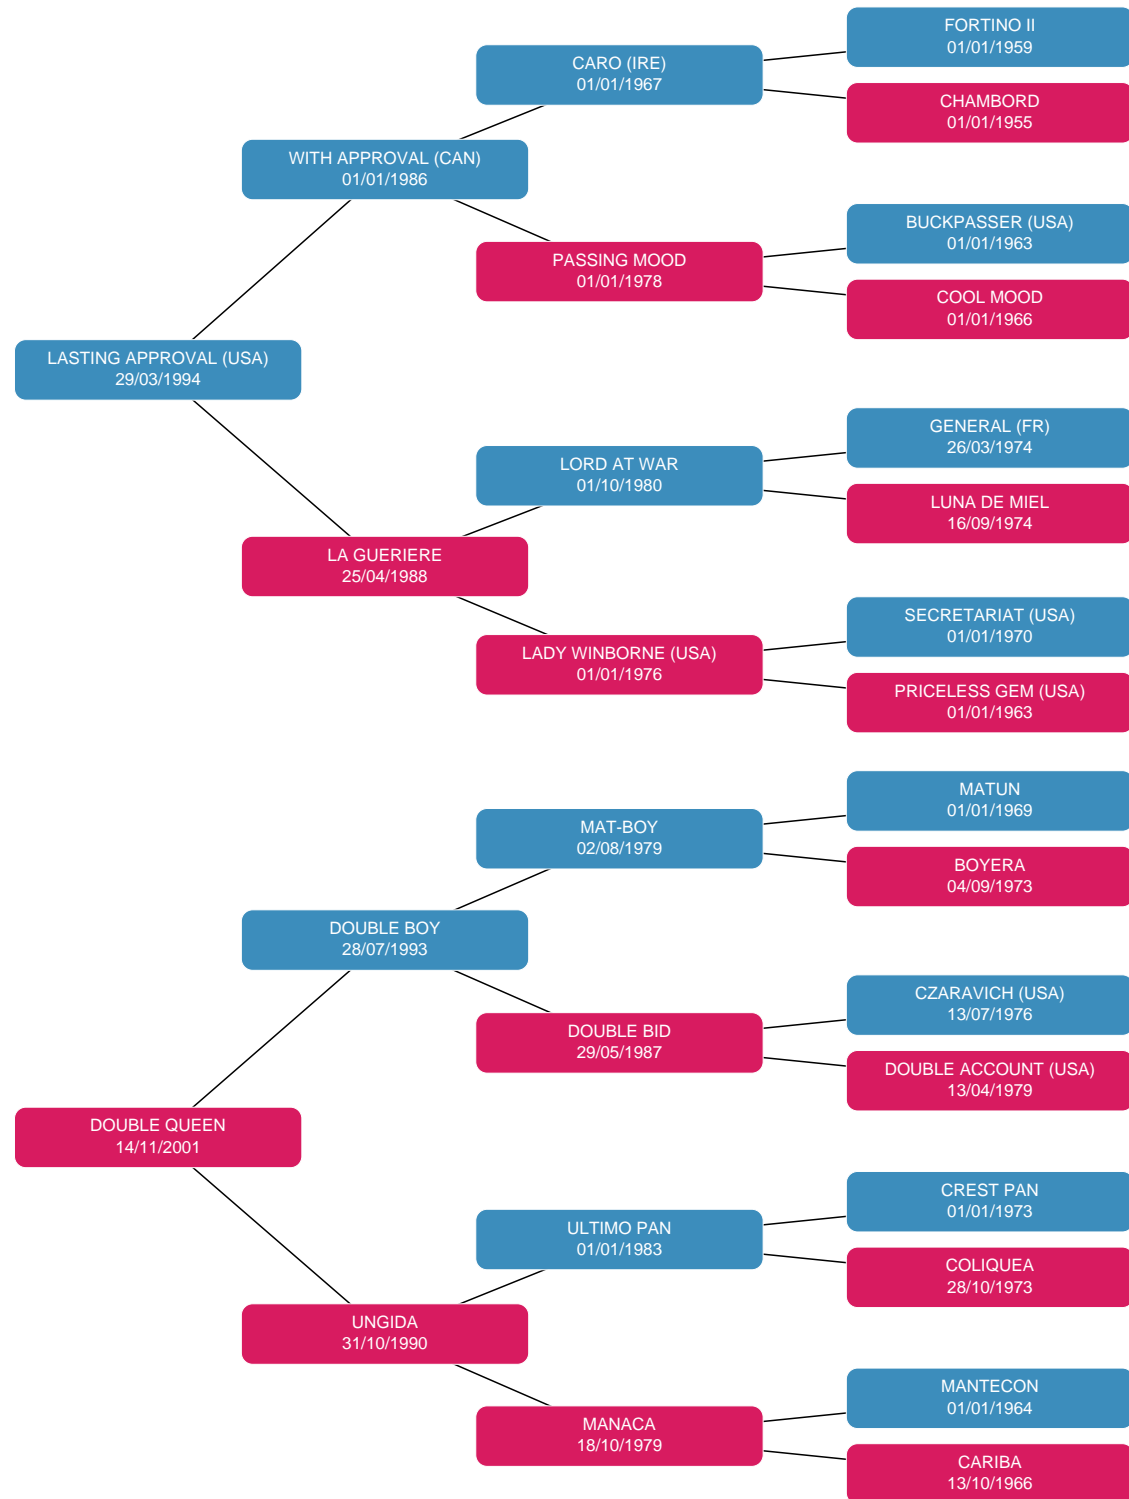 FORTINO II
01/01/1959
CARO (IRE)
01/01/1967
CHAMBORD
01/01/1955
WITH APPROVAL (CAN)
01/01/1986
BUCKPASSER (USA)
01/01/1963
PASSING MOOD
01/01/1978
COOL MOOD
01/01/1966
LASTING APPROVAL (USA)
29/03/1994
GENERAL (FR)
26/03/1974
LORD AT WAR
01/10/1980
LUNA DE MIEL
16/09/1974
LA GUERIERE
25/04/1988
SECRETARIAT (USA)
01/01/1970
LADY WINBORNE (USA)
01/01/1976
PRICELESS GEM (USA)
01/01/1963
MATUN
01/01/1969
MAT-BOY
02/08/1979
BOYERA
04/09/1973
DOUBLE BOY
28/07/1993
CZARAVICH (USA)
13/07/1976
DOUBLE BID
29/05/1987
DOUBLE ACCOUNT (USA)
13/04/1979
DOUBLE QUEEN
14/11/2001
CREST PAN
01/01/1973
ULTIMO PAN
01/01/1983
COLIQUEA
28/10/1973
UNGIDA
31/10/1990
MANTECON
01/01/1964
MANACA
18/10/1979
CARIBA
13/10/1966